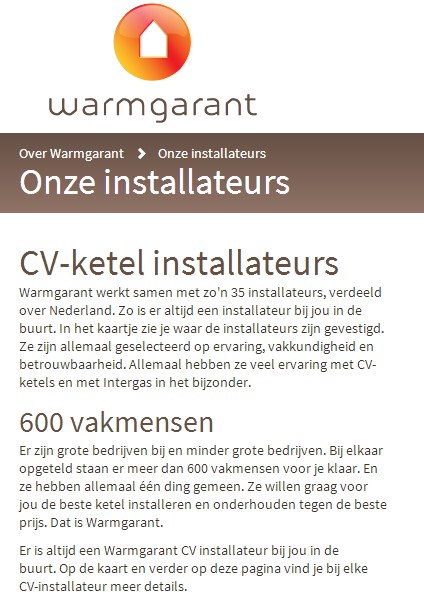 warmgarant
Over Warmgarant > Onze installateurs
Onze installateurs
CV-ketel installateurs
Warmgarant werkt samen met zo'n 35 installateurs, verdeeld
over Nederland. Zo is er altijd een installateur bij jou in de
buurt. In het kaartje zie je waar de installateurs zijn gevestigd.
Ze zijn allemaal geselecteerd op ervaring, vakkundigheid en
betrouwbaarheid. Allemaal hebben ze veel ervaring met CV-
ketels en met Intergas in het bijzonder.
600 vakmensen
Er zijn grote bedrijven bij en minder grote bedrijven. Bij elkaar
opgeteld staan er meer dan 600 vakmensen voor je klaar. En
ze hebben allemaal één ding gemeen. Ze willen graag voor
jou de beste ketel installeren en onderhouden tegen de beste
prijs. Dat is Warmgarant.
Er is altijd een Warmgarant CV installateur bij jou in de
buurt. Op de kaart en verder op deze pagina vind je bij elke
CV-installateur meer details.